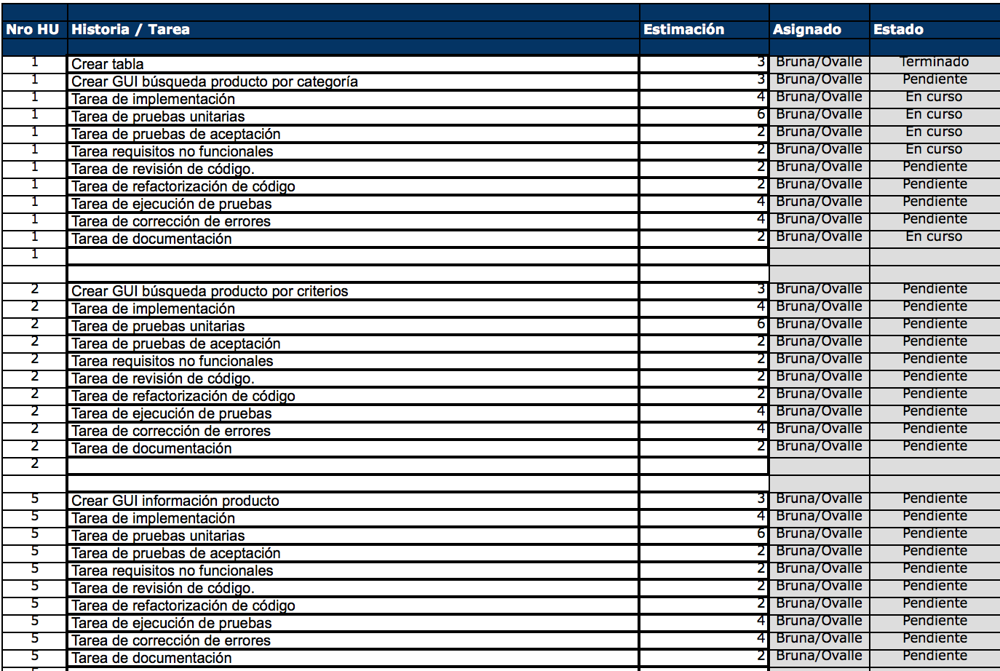 Nro HU Historia / Tarea Estimación Asignado Estado
1 Crear tabla 3 Bruna/Ovalle Terminado
1 Crear GUI búsqueda producto por categoría 3 Bruna/Ovalle Pendiente
1 Tarea de implementación 4 Bruna/Ovalle En curso
1 Tarea de pruebas unitarias 6 Bruna/Ovalle En curso
1 Tarea de pruebas de aceptación 2 Bruna/Ovalle En curso
1 Tarea requisitos no funcionales 2 Bruna/Ovalle En curso
1 Tarea de revisión de código. 2 Bruna/Ovalle Pendiente
1 Tarea de refactorización de código 2 Bruna/Ovalle Pendiente
1 Tarea de ejecución de pruebas 4 Bruna/Ovalle Pendiente
1 Tarea de corrección de errores 4 Bruna/Ovalle Pendiente
1 Tarea de documentación 2 Bruna/Ovalle En curso
1
2 Crear GUI búsqueda producto por criterios 3 Bruna/Ovalle Pendiente
2 Tarea de implementación 4 Bruna/Ovalle Pendiente
2 Tarea de pruebas unitarias 6 Bruna/Ovalle Pendiente
2 Tarea de pruebas de aceptación 2 Bruna/Ovalle Pendiente
2 Tarea requisitos no funcionales 2 Bruna/Ovalle Pendiente
2 Tarea de revisión de código. 2 Bruna/Ovalle Pendiente
2 Tarea de refactorización de código 2 Bruna/Ovalle Pendiente
2 Tarea de ejecución de pruebas 4 Bruna/Ovalle Pendiente
2 Tarea de corrección de errores 4 Bruna/Ovalle Pendiente
2 Tarea de documentación 2 Bruna/Ovalle Pendiente
2
5 Crear GUI información producto 3 Bruna/Ovalle Pendiente
5 Tarea de implementación 4 Bruna/Ovalle Pendiente
5 Tarea de pruebas unitarias 6 Bruna/Ovalle Pendiente
5 Tarea de pruebas de aceptación 2 Bruna/Ovalle Pendiente
5 Tarea requisitos no funcionales 2 Bruna/Ovalle Pendiente
5 Tarea de revisión de código. 2 Bruna/Ovalle Pendiente
5 Tarea de refactorización de código 2 Bruna/Ovalle Pendiente
5 Tarea de ejecución de pruebas 4 Bruna/Ovalle Pendiente
5 Tarea de corrección de errores 4 Bruna/Ovalle Pendiente
5 Tarea de documentación 2 Bruna/Ovalle Pendiente